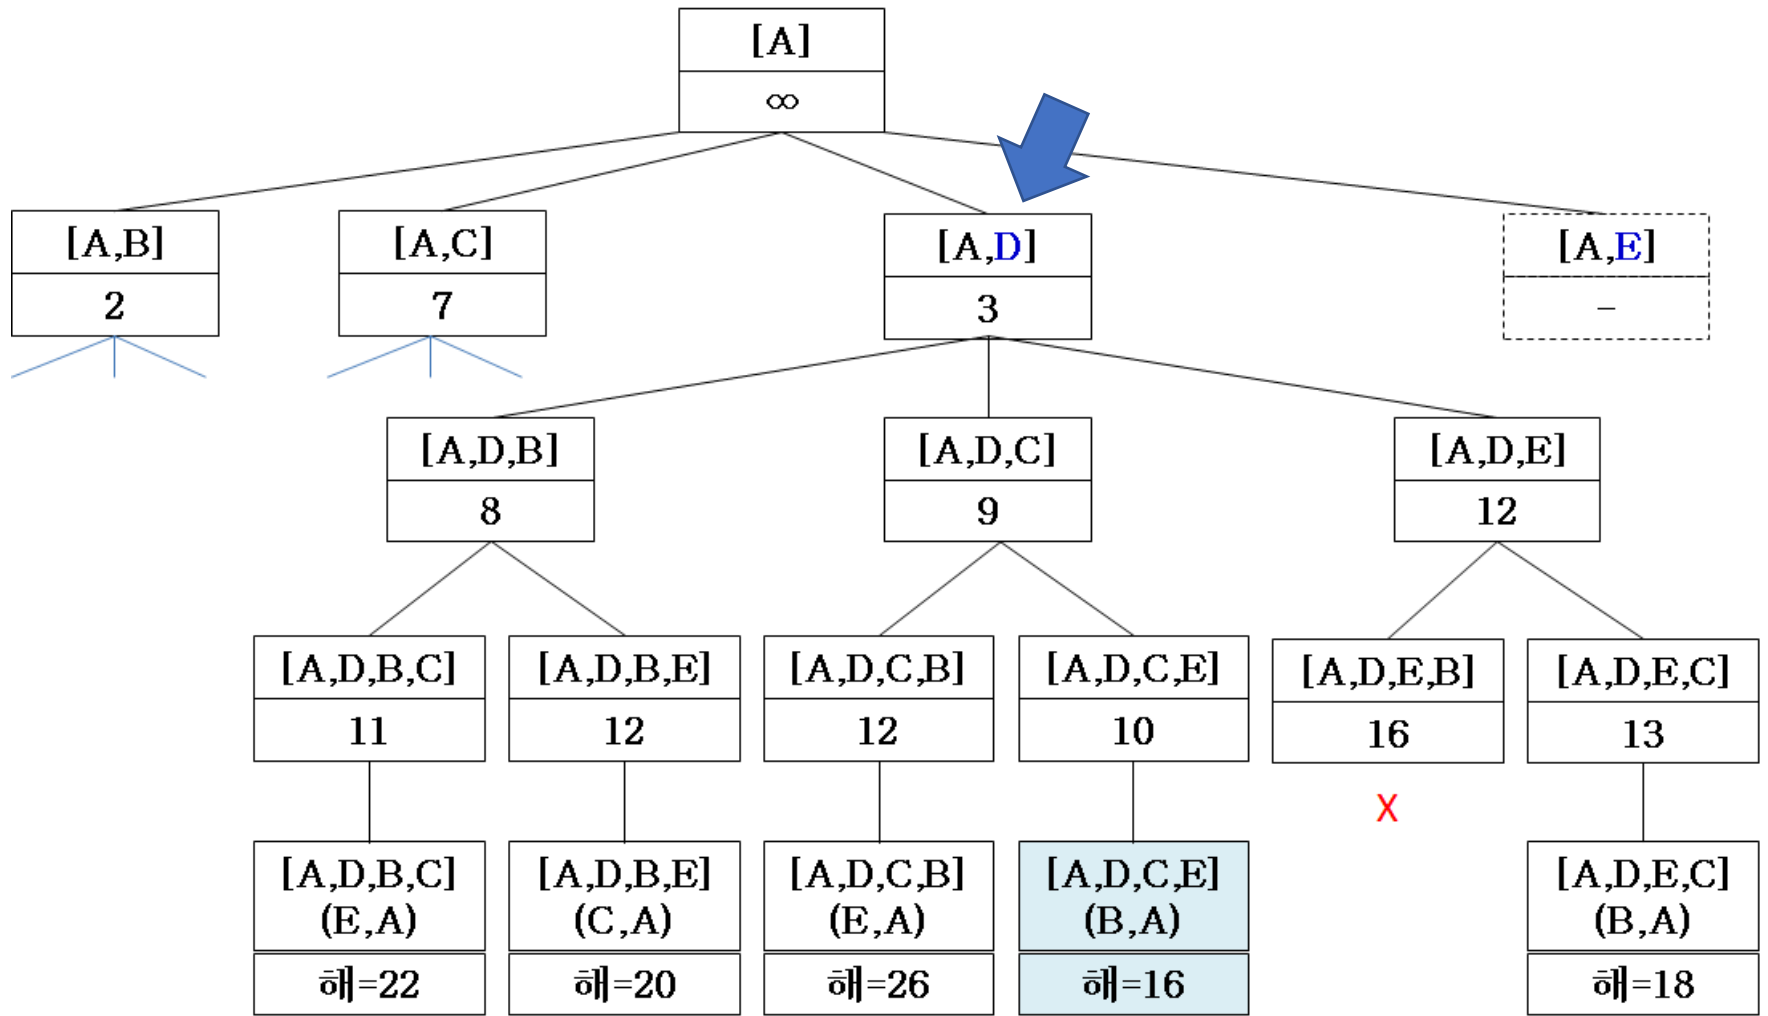 [A]
∞
[A,B]
2
[A,C]
7
[A,D]
3
[A,E]
–
[A,D,B]
8
[A,D,C]
9
[A,D,E]
12
[A,D,B,C]
11
[A,D,B,E]
12
[A,D,C,B]
12
[A,D,C,E]
10
[A,D,E,B]
16
[A,D,E,C]
13
X
[A,D,B,C]
(E,A)
해=22
[A,D,B,E]
(C,A)
해=20
[A,D,C,B]
(E,A)
해=26
[A,D,C,E]
(B,A)
해=16
[A,D,E,C]
(B,A)
해=18